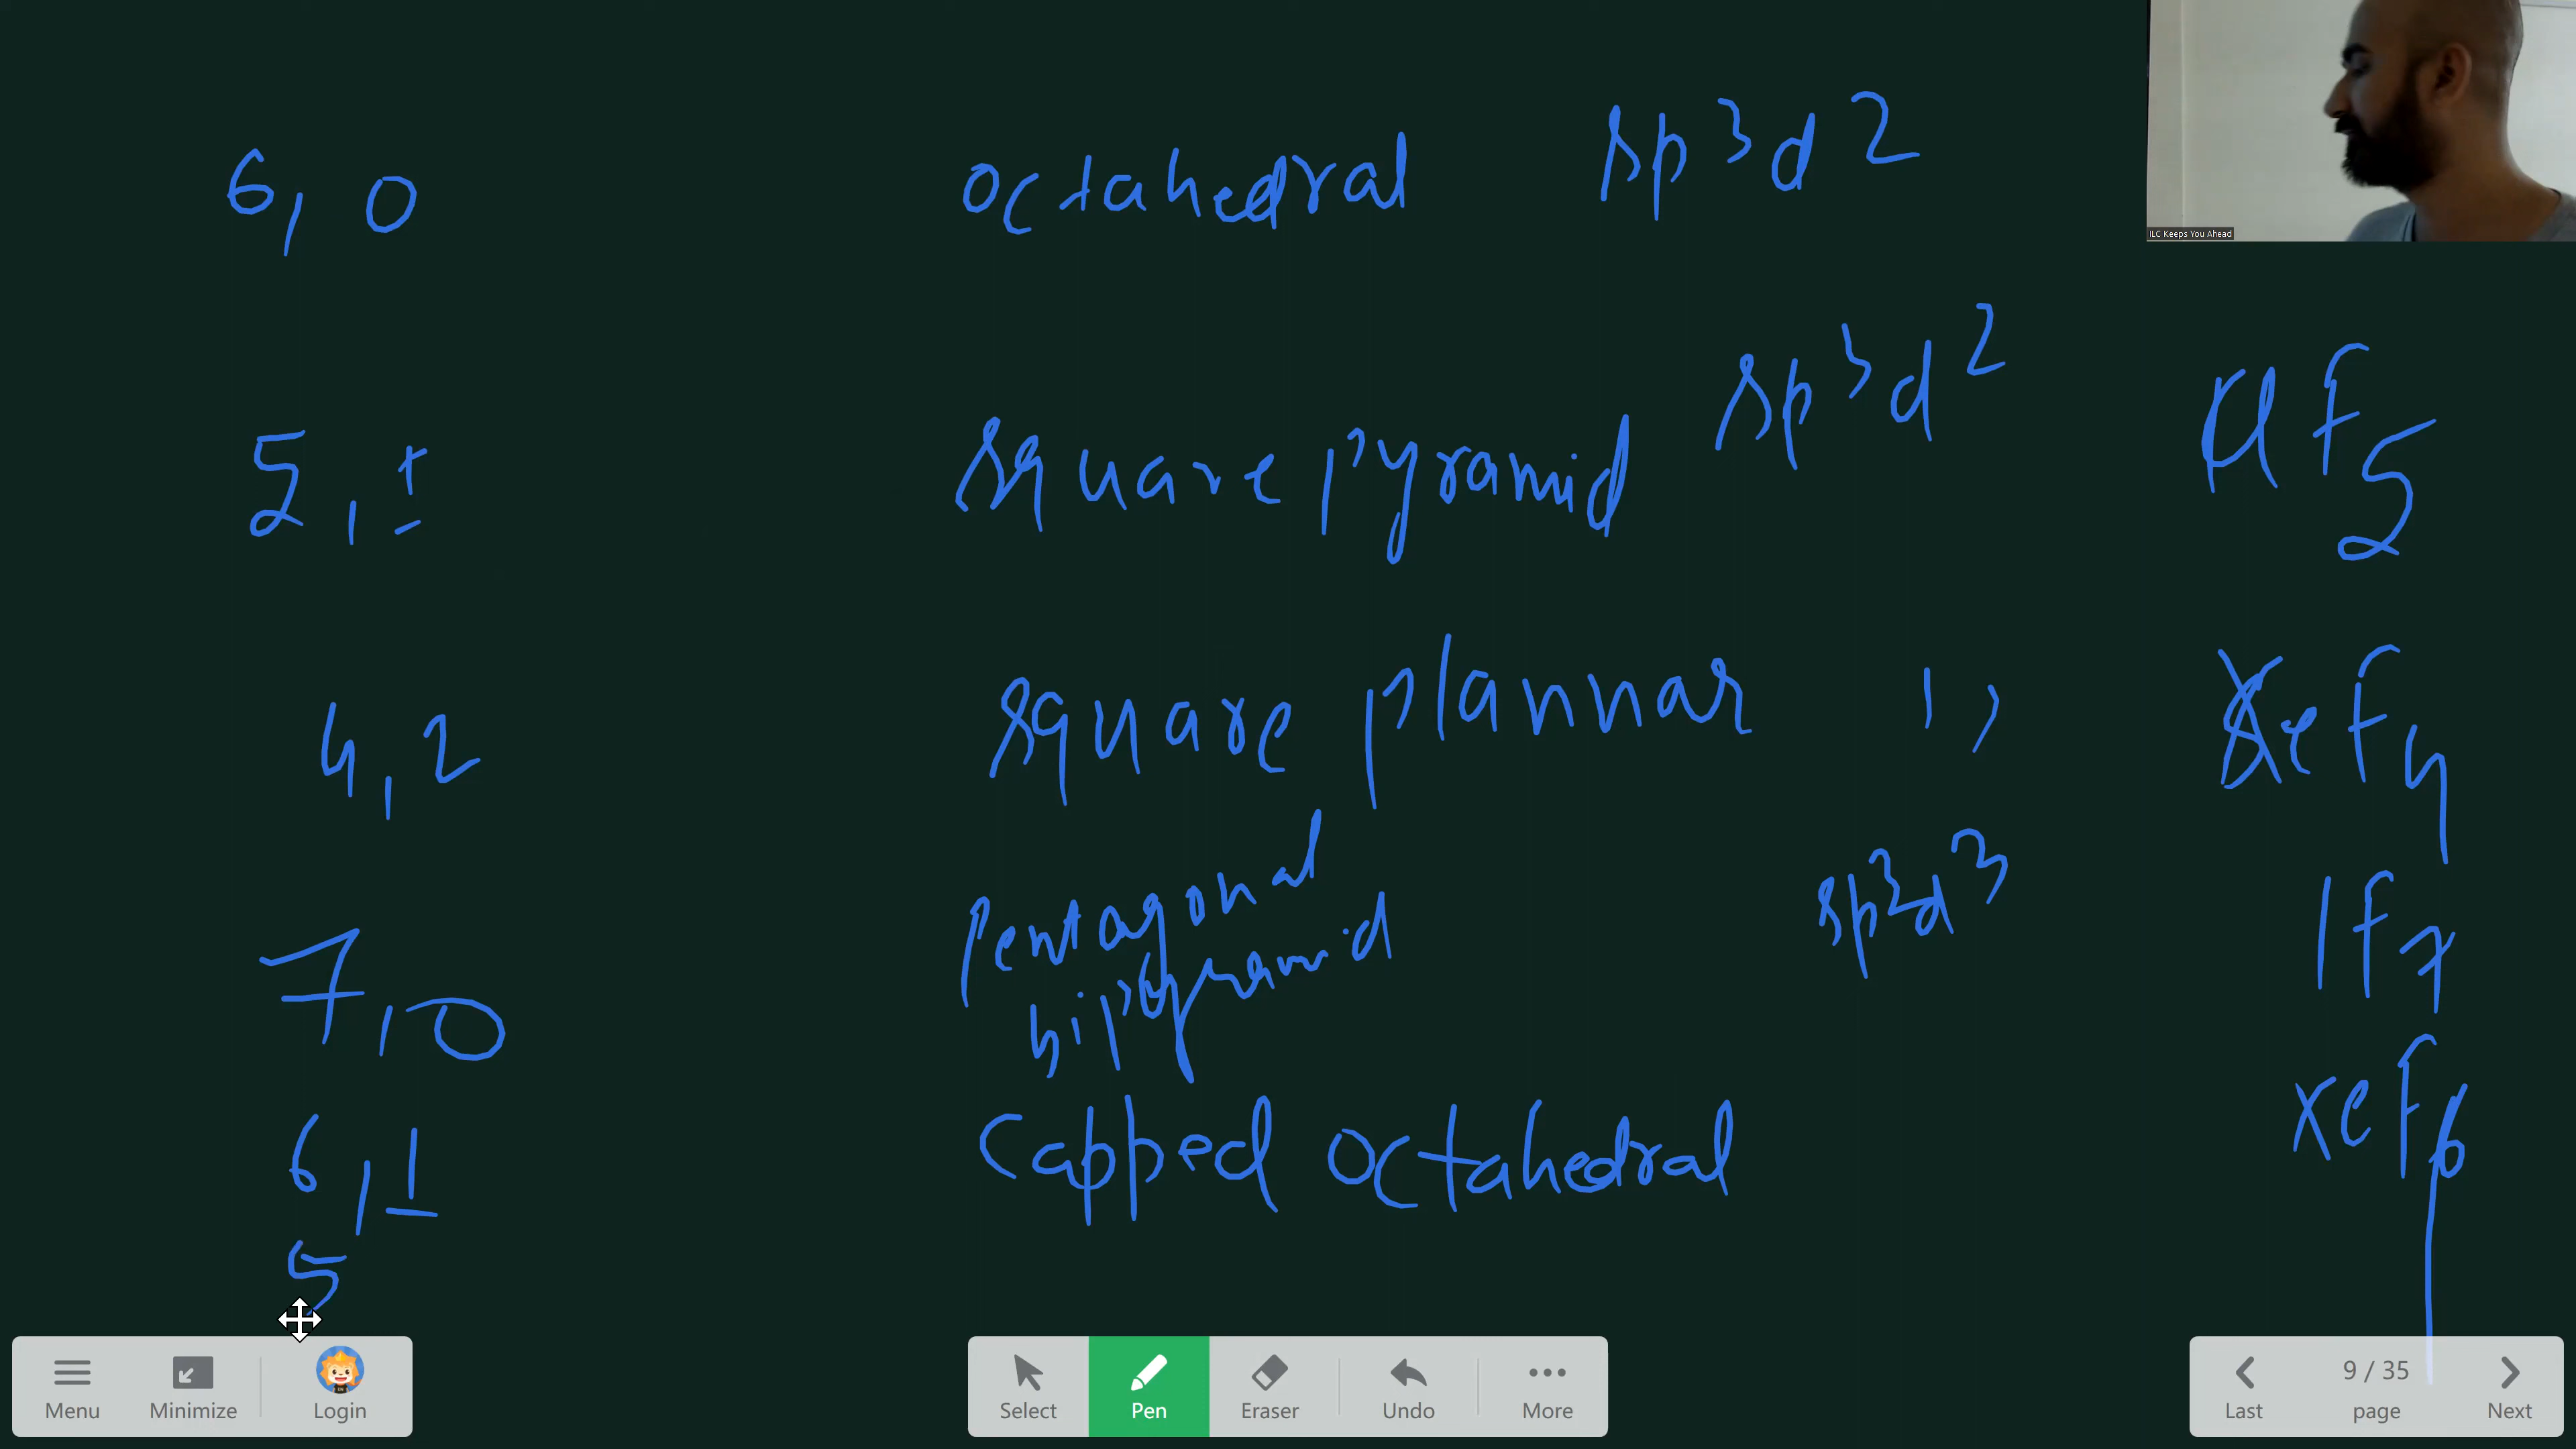 6, 0 octahedral sp3d2
ILC Keeps You Ahead
5, 1 square pyramid sp3d2 ClF5
4, 2 square plannar ,, XeF4
7, 0 pentagonal bipyramid sp3d3 IF7
6, 1 capped octahedral XeF6
5
Menu Minimize Login
Select Pen Eraser Undo More
Last 9 / 35 page Next